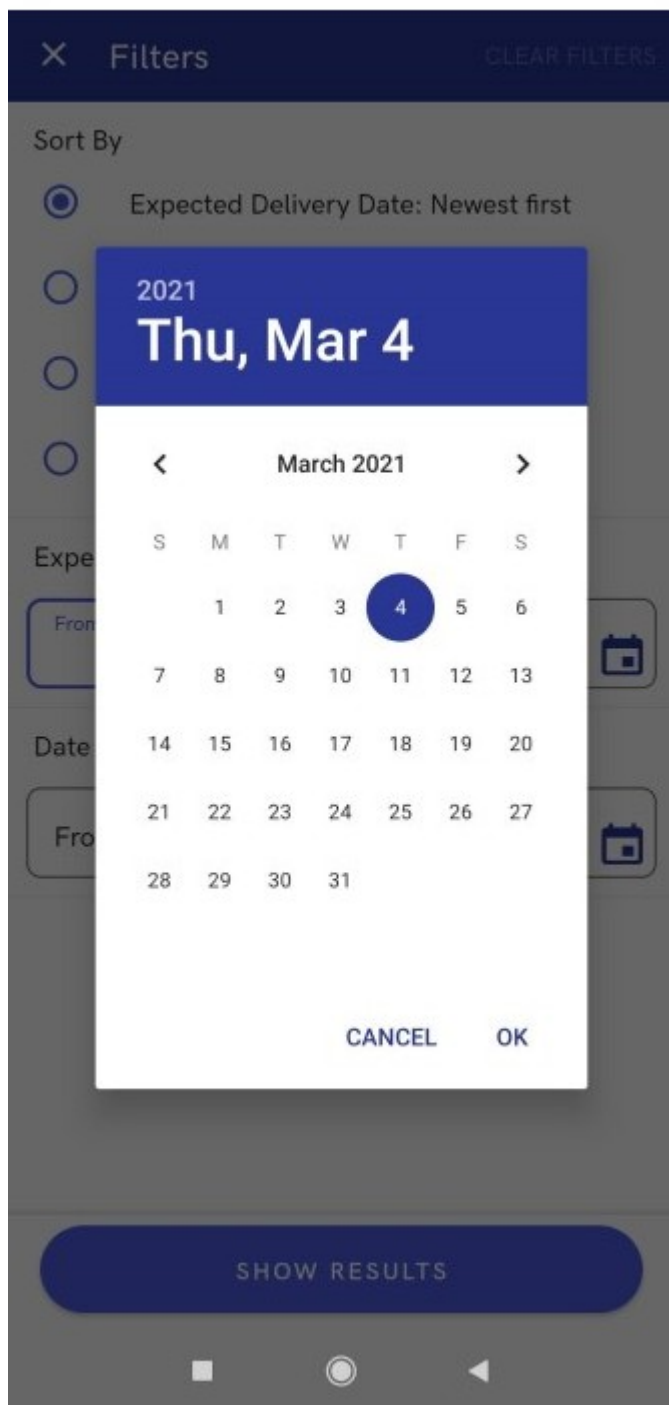 Filters CLEAR FILTERS
Sort By
Expected Delivery Date: Newest first
2021
Thu, Mar 4
March 2021
S M T W T F S
1 2 3 4 5 6
7 8 9 10 11 12 13
14 15 16 17 18 19 20
21 22 23 24 25 26 27
28 29 30 31
Expe
From
Date
Fro
CANCEL OK
SHOW RESULTS